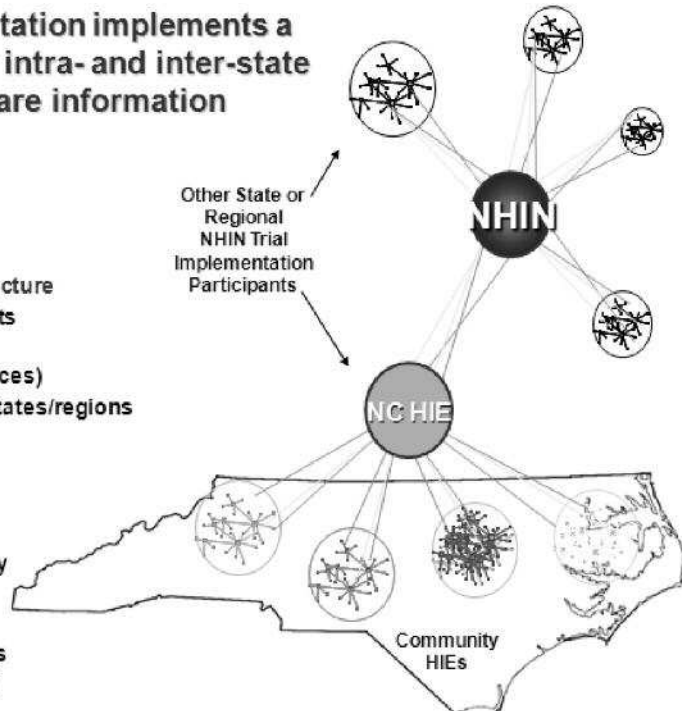 tation implements a
intra- and inter-state
are information
Other State or
Regional
NHIN Trial
Implementation
Participants
NHIN
cture
ts
ces)
tates/regions
NC HIE
y
s
Community
HIEs